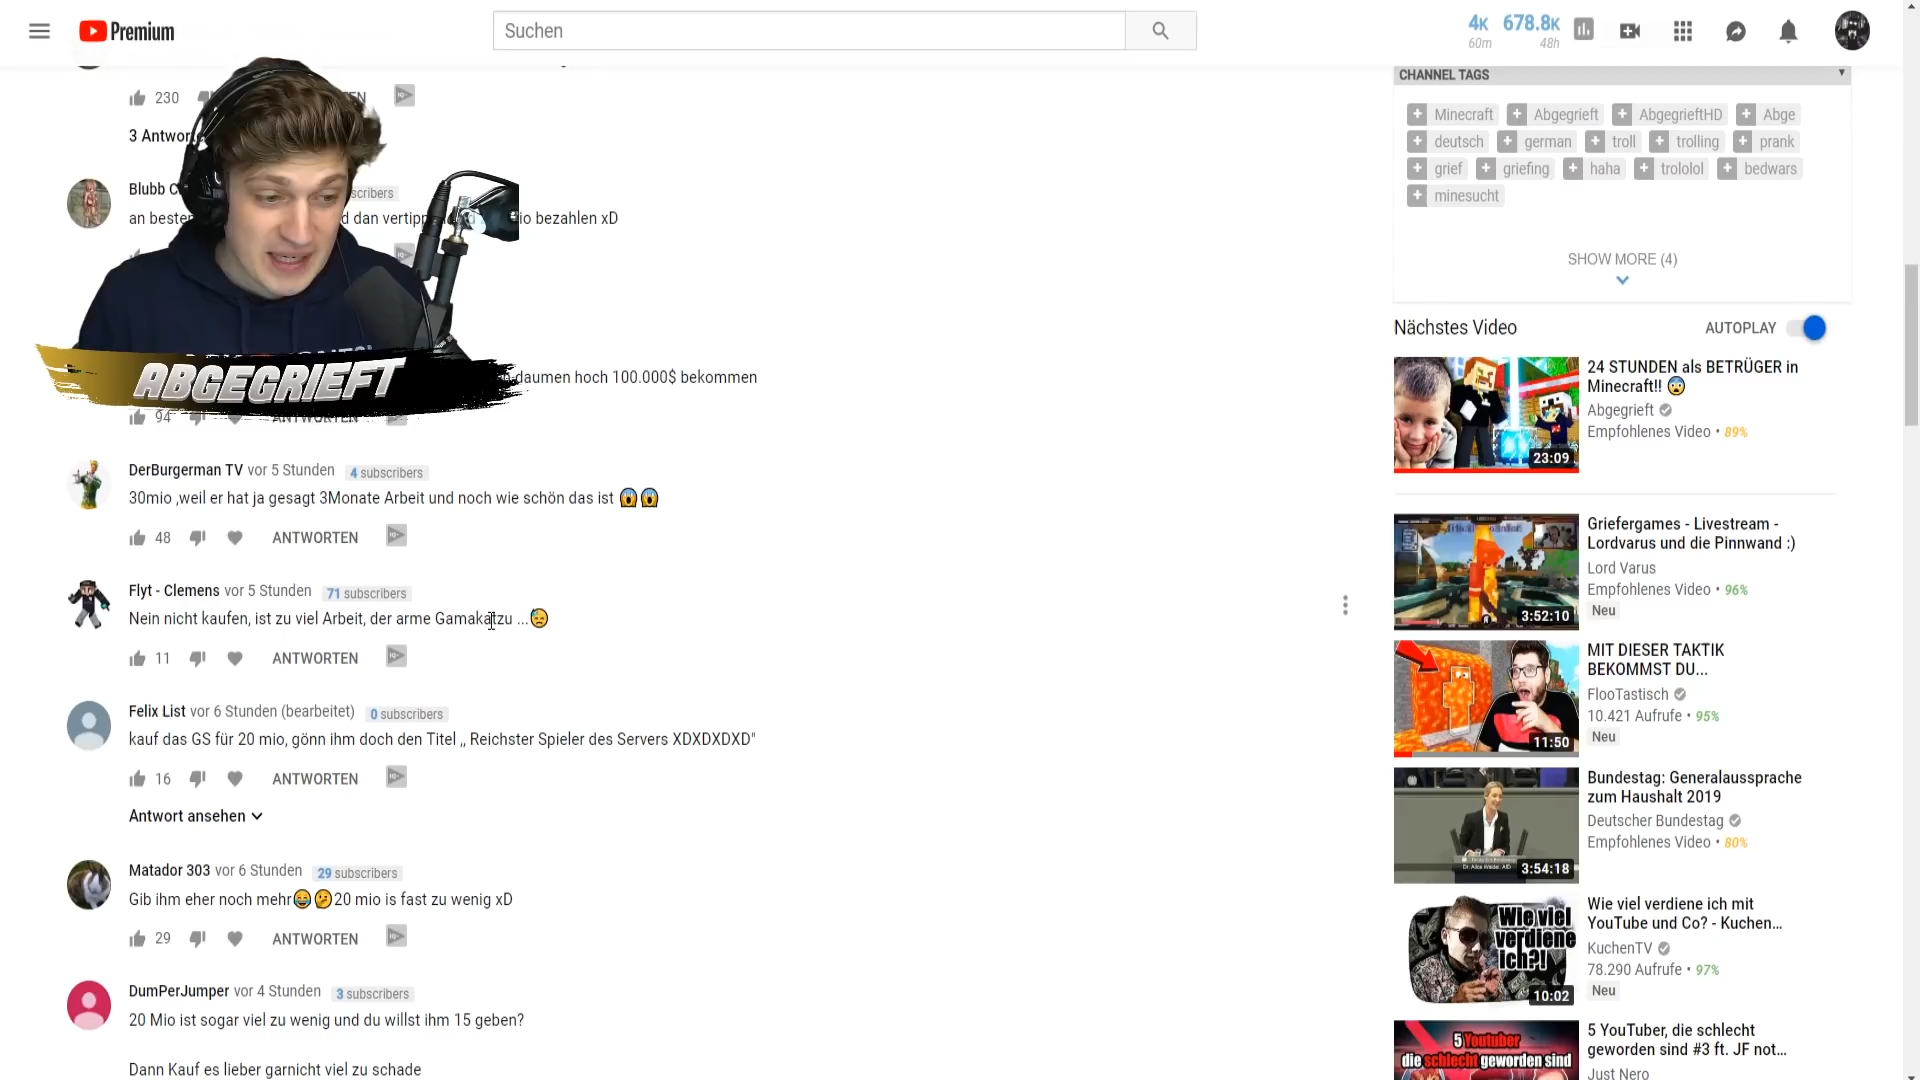 Premium
Suchen
4K
60m
678.8K
48h
CHANNEL TAGS
Minecraft
Abgegrieft
AbgegrieftHD
Abge
deutsch
german
troll
trolling
prank
grief
griefing
haha
trololol
bedwars
minesucht
SHOW MORE (4)
230
3 Antwor
Blubb C
scribers
an besten
d dan vertipp
io bezahlen xD
ABGEGRIEFT
daumen hoch 100.000$ bekommen
94
ANTWORTEN
DerBurgerman TV vor 5 Stunden 4 subscribers
30mio ,weil er hat ja gesagt 3Monate Arbeit und noch wie schön das ist 😱😱
48 ANTWORTEN
Flyt - Clemens vor 5 Stunden 71 subscribers
Nein nicht kaufen, ist zu viel Arbeit, der arme Gamakatzu ...😓
11 ANTWORTEN
Felix List vor 6 Stunden (bearbeitet) 0 subscribers
kauf das GS für 20 mio, gönn ihm doch den Titel ,, Reichster Spieler des Servers XDXDXDXD"
16 ANTWORTEN
Antwort ansehen
Matador 303 vor 6 Stunden 29 subscribers
Gib ihm eher noch mehr😂🤔20 mio is fast zu wenig xD
29 ANTWORTEN
DumPerJumper vor 4 Stunden 3 subscribers
20 Mio ist sogar viel zu wenig und du willst ihm 15 geben?
Dann Kauf es lieber garnicht viel zu schade
Nächstes Video
AUTOPLAY
23:09
24 STUNDEN als BETRÜGER in
Minecraft!! 😨
Abgegrieft
Empfohlenes Video • 89%
3:52:10
Griefergames - Livestream -
Lordvarus und die Pinnwand :)
Lord Varus
Empfohlenes Video • 96%
Neu
11:50
MIT DIESER TAKTIK
BEKOMMST DU...
FlooTastisch
10.421 Aufrufe • 95%
Neu
Dr. Alice Weidel, AfD
3:54:18
Bundestag: Generalaussprache
zum Haushalt 2019
Deutscher Bundestag
Empfohlenes Video • 80%
Wie viel
verdiene
ich?!
10:02
Wie viel verdiene ich mit
YouTube und Co? - Kuchen...
KuchenTV
78.290 Aufrufe • 97%
Neu
5 Youtuber
die schlecht geworden sind
5 YouTuber, die schlecht
geworden sind #3 ft. JF not...
Just Nero